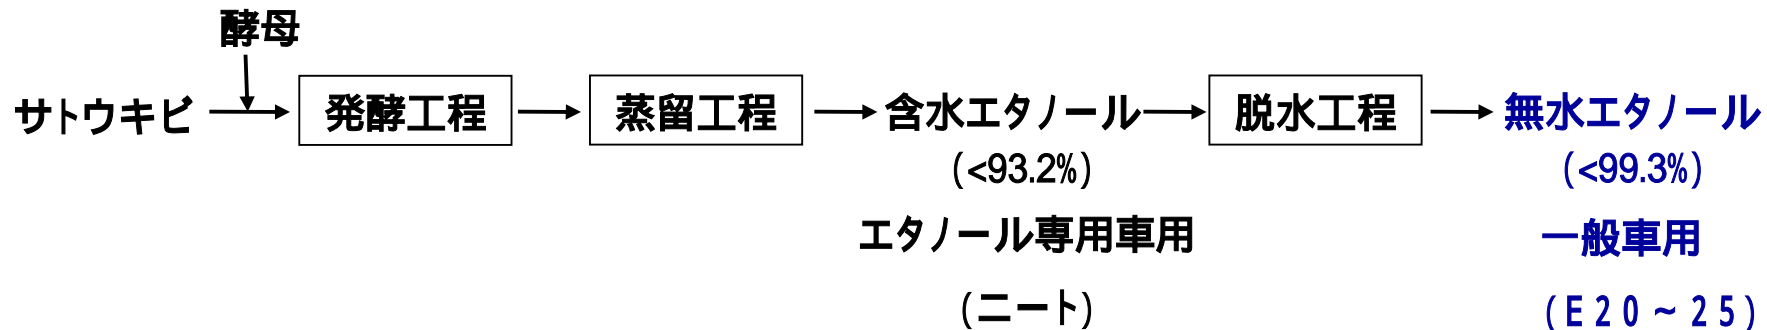 酵母
サトウキビ 発酵工程 蒸留工程 含水エタノール 脱水工程 無水エタノール
(<93.2%) (<99.3%)
エタノール専用車用 一般車用
(ニート) (E20~25)